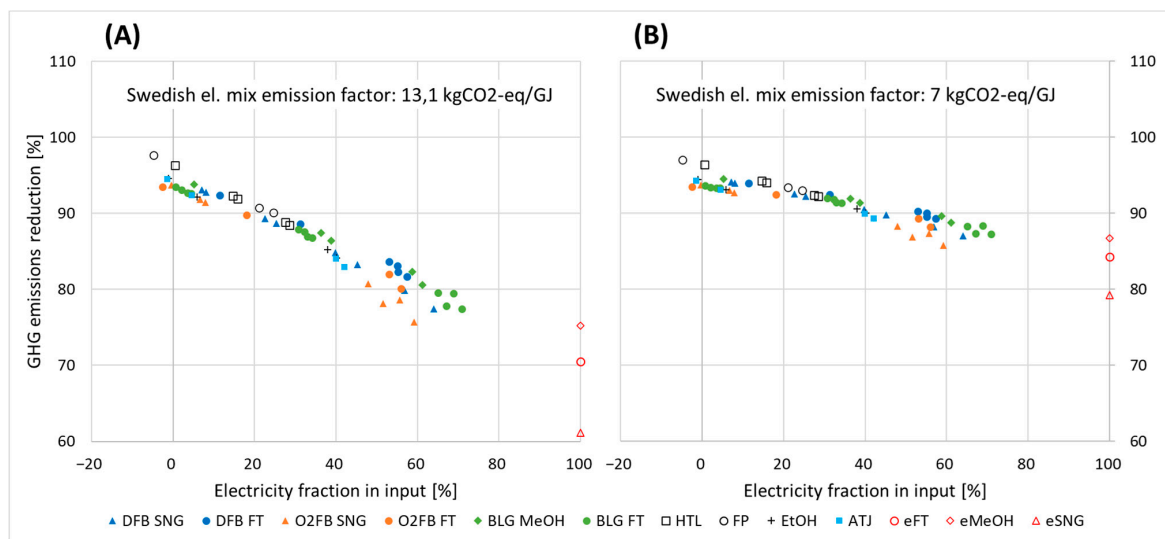 (A)
(B)
110
110
Swedish el. mix emission factor: 13,1 kgCO2-eq/GJ
Swedish el. mix emission factor: 7 kgCO2-eq/GJ
100
100
90
90
80
80
70
70
60
60
GHG emissions reduction [%]
−20 0 20 40 60 80 100
−20 0 20 40 60 80 100
Electricity fraction in input [%]
Electricity fraction in input [%]
DFB SNG DFB FT O2FB SNG O2FB FT BLG MeOH BLG FT HTL FP EtOH ATJ eFT eMeOH eSNG